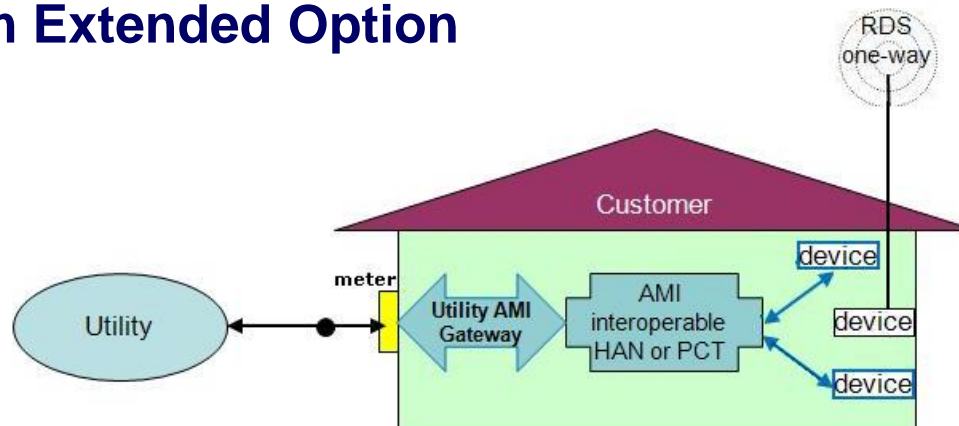 Extended Option
RDS
one-way
Customer
device
meter
Utility AMI
Gateway
AMI
interoperable
HAN or PCT
Utility
device
device